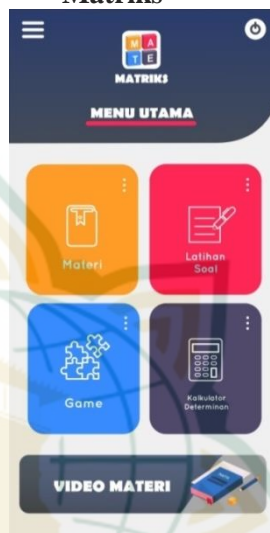 Matriks
M A
T E
MATRIKS
MENU UTAMA
Materi
Latihan
Soal
Game
Kalkulator
Determinan
VIDEO MATERI